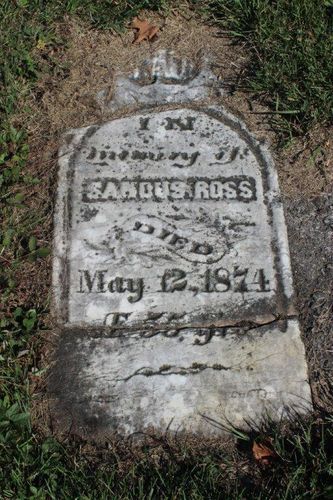 IN
memory of
SANDUS ROSS
DIED
May 12, 1874